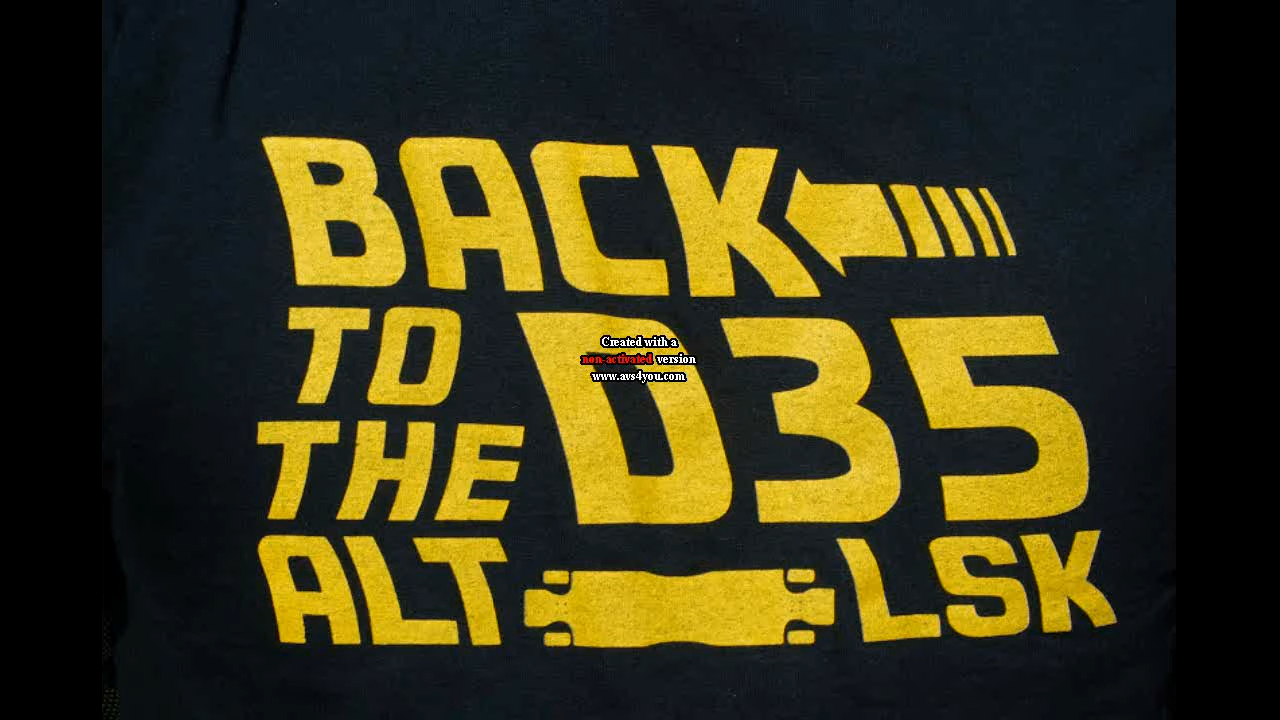 BACK
TO
THE
D35
ALT LSK
Created with a
non-activated version
www.avs4you.com